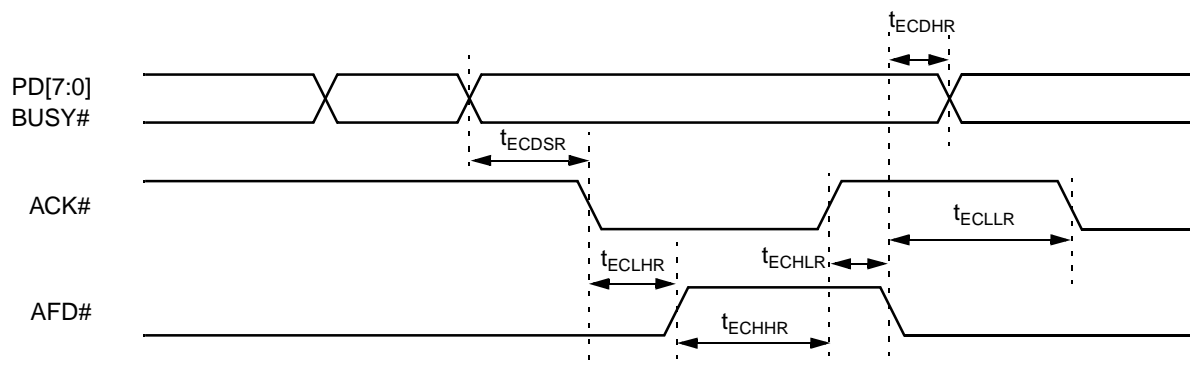 tECDHR
PD[7:0]
BUSY#
tECDSR
ACK#
tECLLR
tECLHR
tECHLR
AFD#
tECHHR